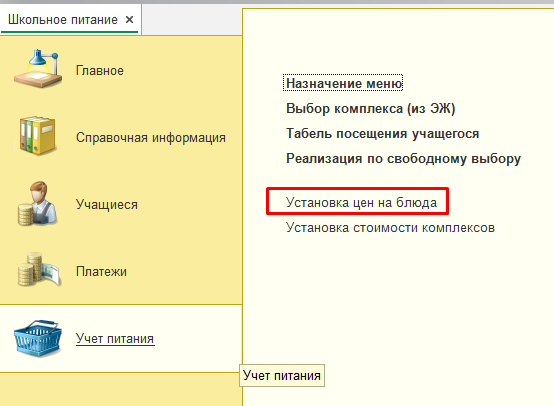 Школьное питание ×
Главное
Справочная информация
Учащиеся
Платежи
Учет питания
Назначение меню
Выбор комплекса (из ЭЖ)
Табель посещения учащегося
Реализация по свободному выбору
Установка цен на блюда
Установка стоимости комплексов
Учет питания